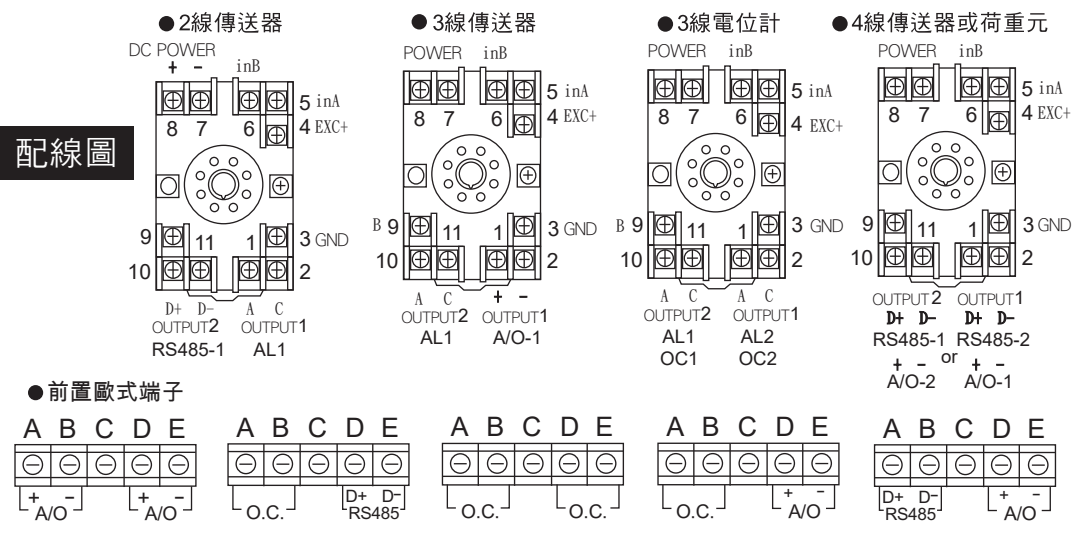 ●2線傳送器
DC POWER
+ -
inB
5 inA
8 7 6
4 EXC+
9 11 1 3 GND
10 2
D+ D- A C
OUTPUT2 OUTPUT1
RS485-1 AL1
●3線傳送器
POWER inB
5 inA
8 7 6 4 EXC+
B 9 11 1 3 GND
10 2
A C + -
OUTPUT2 OUTPUT1
AL1 A/O-1
●3線電位計
POWER inB
5 inA
8 7 6 4 EXC+
B 9 11 1 3 GND
10 2
A C A C
OUTPUT2 OUTPUT1
AL1 AL2
OC1 OC2
●4線傳送器或荷重元
POWER inB
5 inA
8 7 6 4 EXC+
9 11 1 3 GND
10 2
OUTPUT2 OUTPUT1
D+ D- D+ D-
RS485-1 RS485-2
or
+ - + -
A/O-2 A/O-1
配線圖
●前置歐式端子
A B C D E
+ - + -
A/O A/O
A B C D E
D+ D-
O.C. RS485
A B C D E
O.C. O.C.
A B C D E
+ -
O.C. A/O
A B C D E
D+ D- + -
RS485 A/O